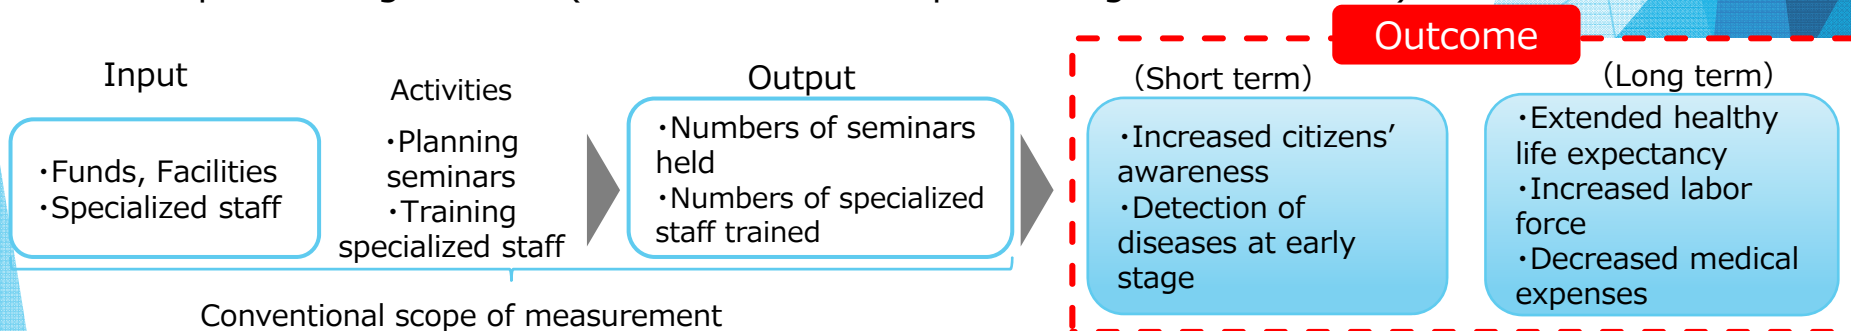 Input
・Funds, Facilities
・Specialized staff
Activities
・Planning
seminars
・Training
specialized staff
Output
・Numbers of seminars
held
・Numbers of specialized
staff trained
Conventional scope of measurement
Outcome
(Short term)
・Increased citizens’
awareness
・Detection of
diseases at early
stage
(Long term)
・Extended healthy
life expectancy
・Increased labor
force
・Decreased medical
expenses